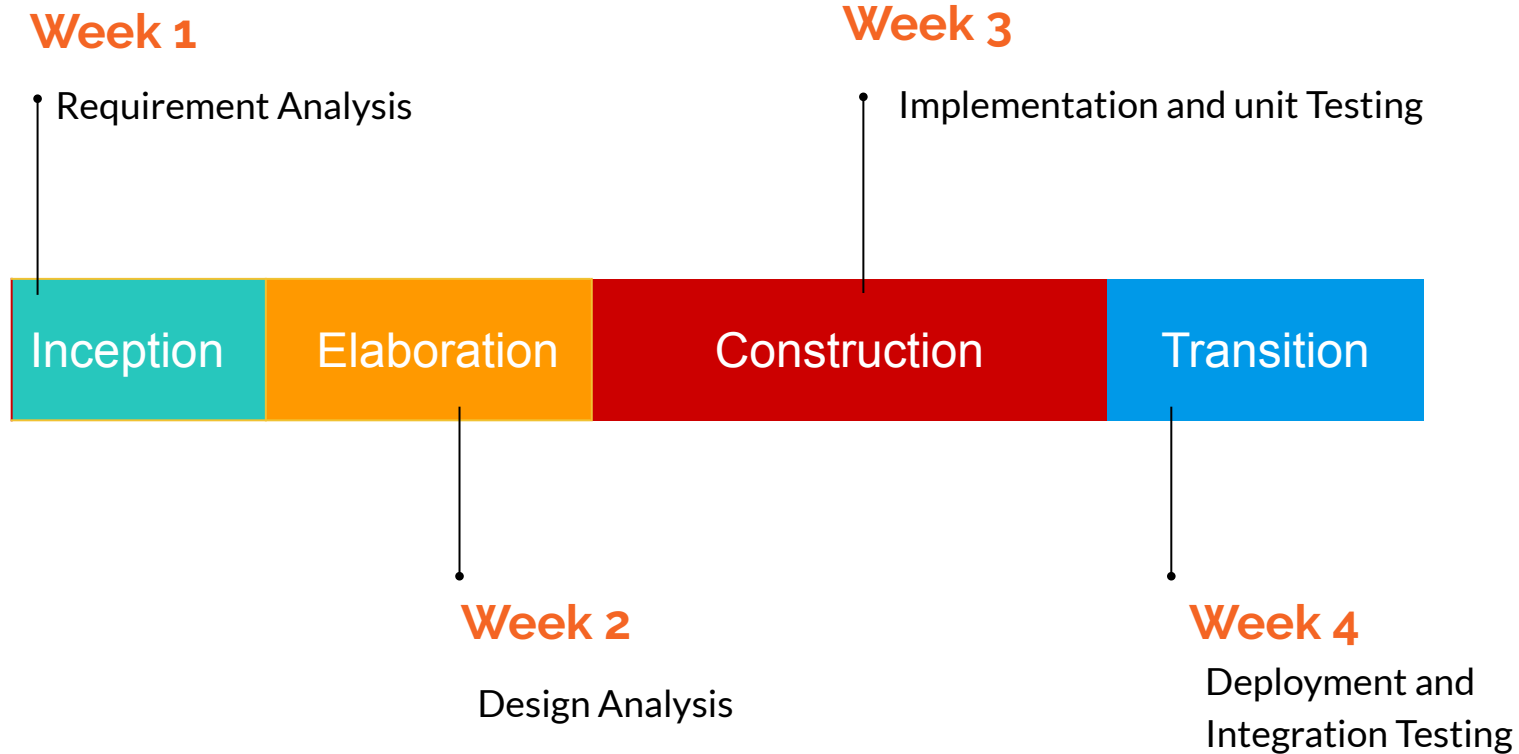 Week 1
Requirement Analysis
Week 3
Implementation and unit Testing
Inception
Elaboration
Construction
Transition
Week 2
Design Analysis
Week 4
Deployment and
Integration Testing